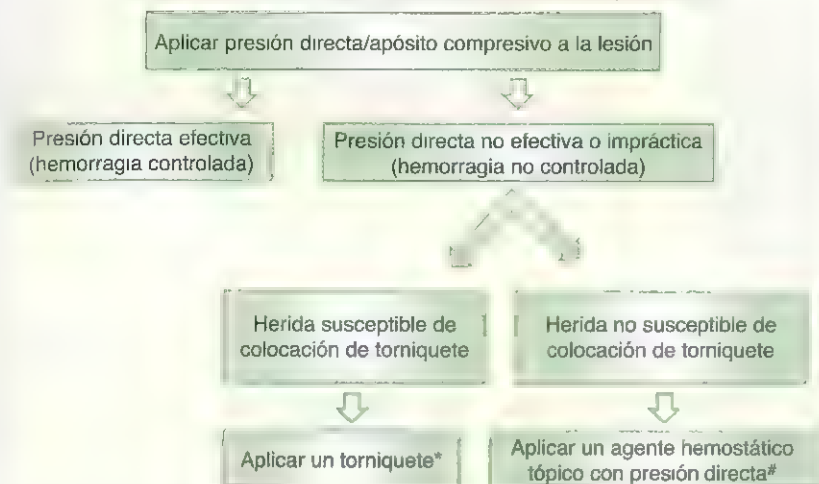 Aplicar presión directa/apósito compresivo a la lesión
Presión directa efectiva
(hemorragia controlada)
Presión directa no efectiva o impráctica
(hemorragia no controlada)
Herida susceptible de
colocación de torniquete
Herida no susceptible de
colocación de torniquete
Aplicar un torniquete*
Aplicar un agente hemostático
tópico con presión directa#